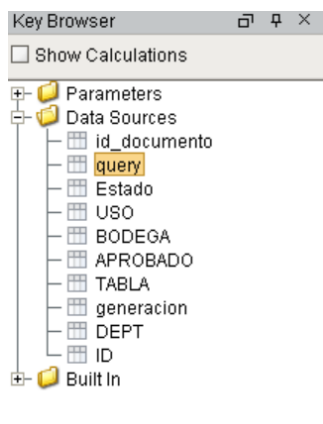 Key Browser
Show Calculations
Parameters
Data Sources
id_documento
query
Estado
USO
BODEGA
APROBADO
TABLA
generacion
DEPT
ID
Built In